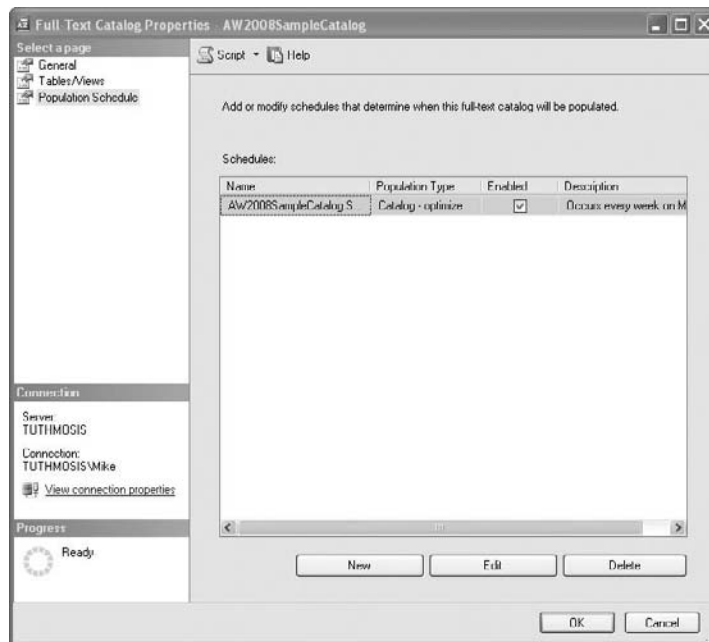 Full-Text Catalog Properties - AW2008SampleCatalog
Select a page
General
Tables/Views
Population Schedule
Script Help
Add or modify schedules that determine when this full-text catalog will be populated.
Schedules:
Name Population Type Enabled Description
AW2008SampleCatalog S... Catalog - optimize Occurs every week on M
New Edit Delete
Connection
Server:
TUTHMOSIS
Connection:
TUTHMOSIS\Mike
View connection properties
Progress
Ready
OK Cancel